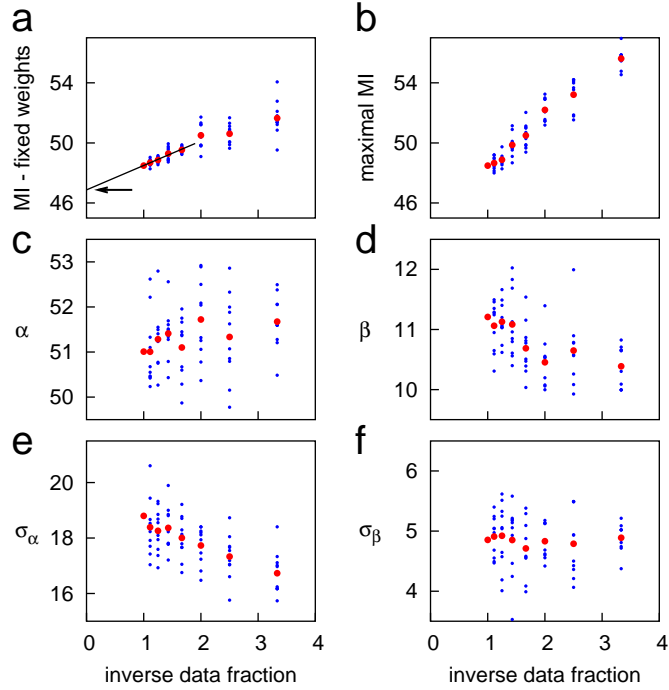 a
MI - fixed weights
54
50
46
b
maximal MI
54
50
46
c
α
53
52
51
50
d
β
12
11
10
e
σα
20
18
16
0 1 2 3 4
inverse data fraction
f
σβ
6
5
4
0 1 2 3 4
inverse data fraction